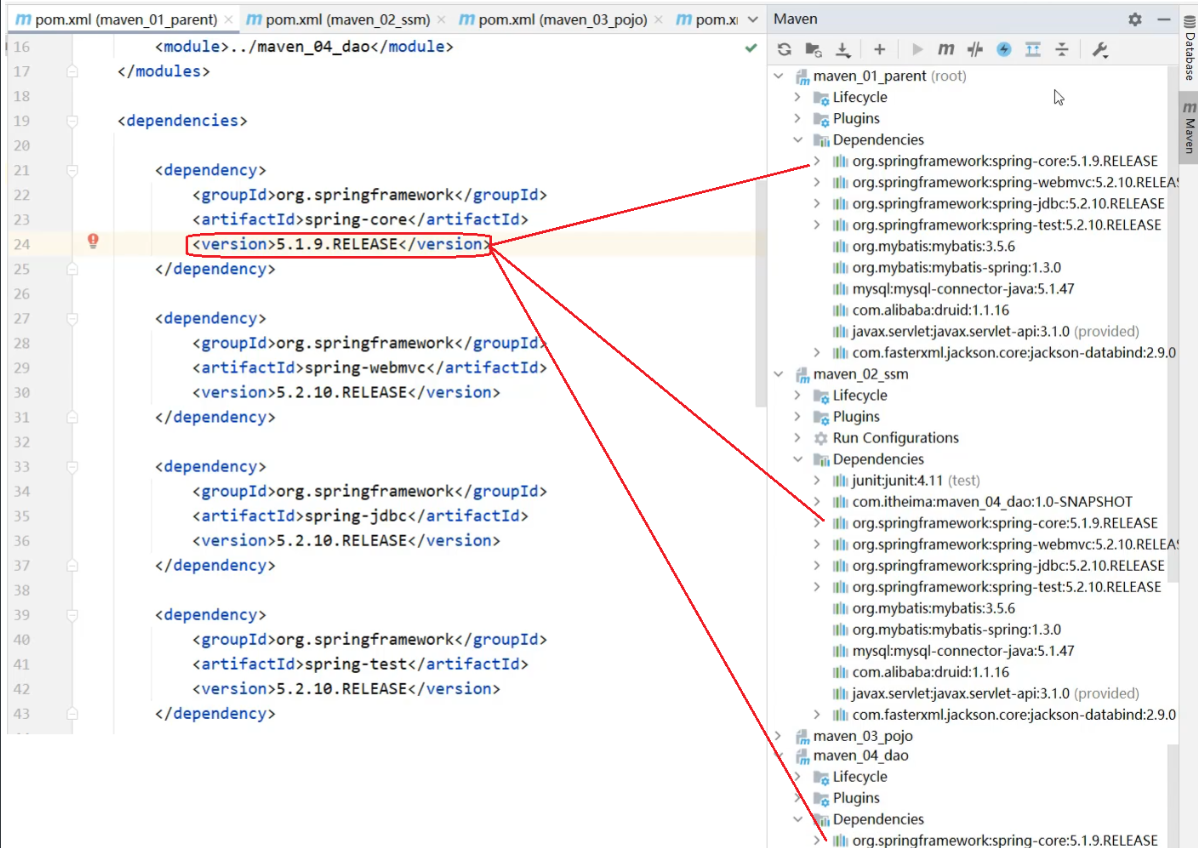 pom.xml (maven_01_parent)
pom.xml (maven_02_ssm)
pom.xml (maven_03_pojo)
pom.x
16 <module>../maven_04_dao</module>
17 </modules>
18
19 <dependencies>
20
21 <dependency>
22 <groupId>org.springframework</groupId>
23 <artifactId>spring-core</artifactId>
24 <version>5.1.9.RELEASE</version>
25 </dependency>
26
27 <dependency>
28 <groupId>org.springframework</groupId>
29 <artifactId>spring-webmvc</artifactId>
30 <version>5.2.10.RELEASE</version>
31 </dependency>
32
33 <dependency>
34 <groupId>org.springframework</groupId>
35 <artifactId>spring-jdbc</artifactId>
36 <version>5.2.10.RELEASE</version>
37 </dependency>
38
39 <dependency>
40 <groupId>org.springframework</groupId>
41 <artifactId>spring-test</artifactId>
42 <version>5.2.10.RELEASE</version>
43 </dependency>
Maven
maven_01_parent (root)
Lifecycle
Plugins
Dependencies
org.springframework:spring-core:5.1.9.RELEASE
org.springframework:spring-webmvc:5.2.10.RELEAS
org.springframework:spring-jdbc:5.2.10.RELEASE
org.springframework:spring-test:5.2.10.RELEASE
org.mybatis:mybatis:3.5.6
org.mybatis:mybatis-spring:1.3.0
mysql:mysql-connector-java:5.1.47
com.alibaba:druid:1.1.16
javax.servlet:javax.servlet-api:3.1.0 (provided)
com.fasterxml.jackson.core:jackson-databind:2.9.0
maven_02_ssm
Lifecycle
Plugins
Run Configurations
Dependencies
junit:junit:4.11 (test)
com.itheima:maven_04_dao:1.0-SNAPSHOT
org.springframework:spring-core:5.1.9.RELEASE
org.springframework:spring-webmvc:5.2.10.RELEAS
org.springframework:spring-jdbc:5.2.10.RELEASE
org.springframework:spring-test:5.2.10.RELEASE
org.mybatis:mybatis:3.5.6
org.mybatis:mybatis-spring:1.3.0
mysql:mysql-connector-java:5.1.47
com.alibaba:druid:1.1.16
javax.servlet:javax.servlet-api:3.1.0 (provided)
com.fasterxml.jackson.core:jackson-databind:2.9.0
maven_03_pojo
maven_04_dao
Lifecycle
Plugins
Dependencies
org.springframework:spring-core:5.1.9.RELEASE
Database
Maven